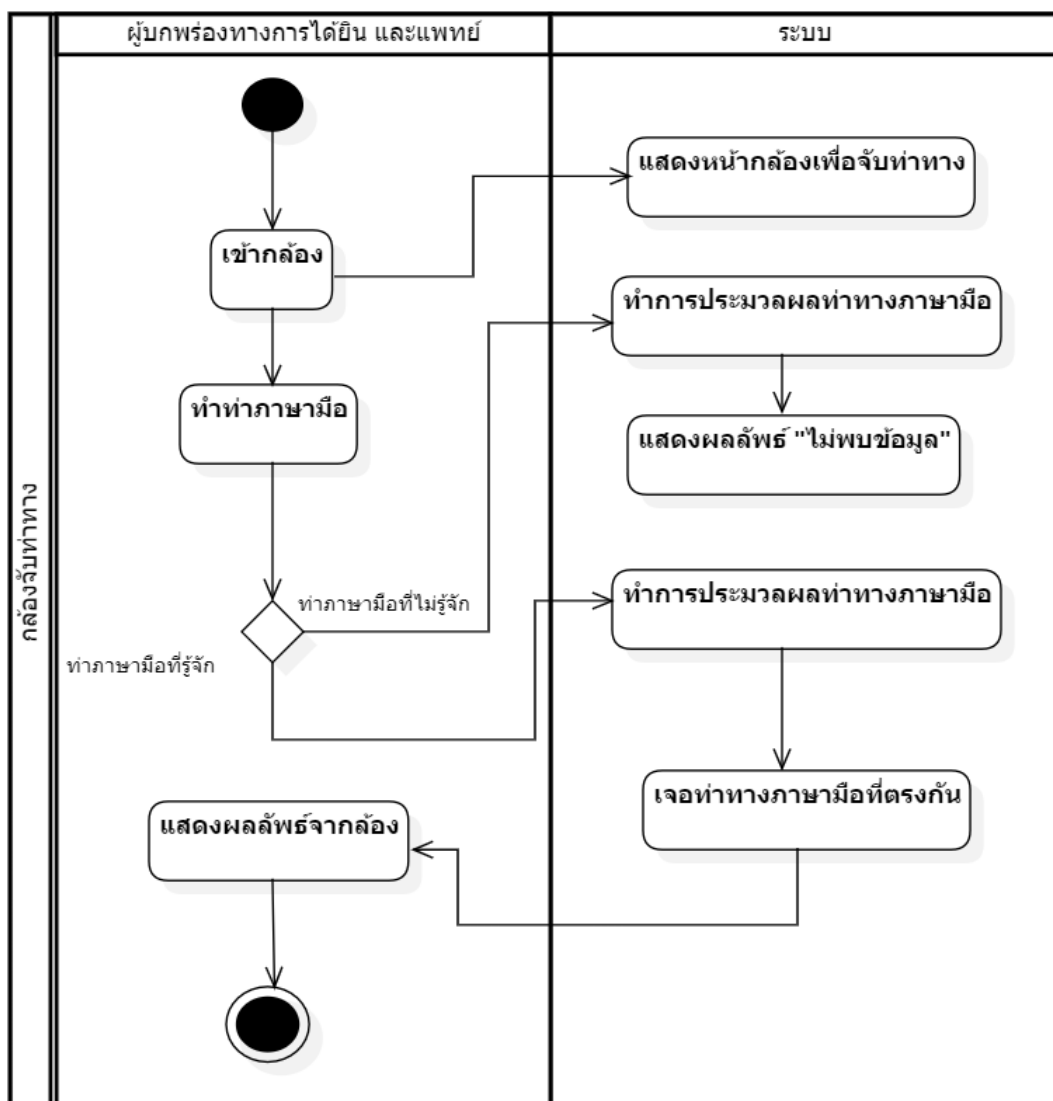 ผู้บกพร่องทางการได้ยิน และแพทย์
ระบบ
กล้องจับท่าทาง
แสดงหน้ากล้องเพื่อจับท่าทาง
เข้ากล้อง
ทำการประมวลผลท่าทางภาษามือ
ทำท่าภาษามือ
แสดงผลลัพธ์ "ไม่พบข้อมูล"
ท่าภาษามือที่ไม่รู้จัก
ทำการประมวลผลท่าทางภาษามือ
ท่าภาษามือที่รู้จัก
เจอท่าทางภาษามือที่ตรงกัน
แสดงผลลัพธ์จากล้อง